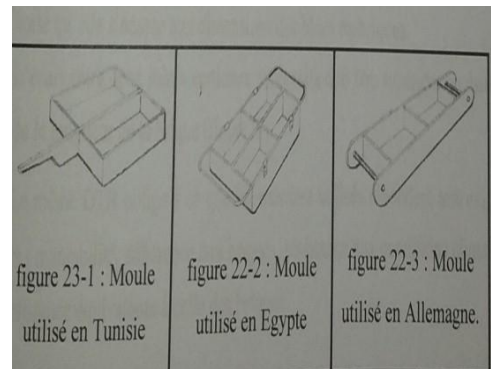 figure 23-1 : Moule
utilisé en Tunisie
figure 22-2 : Moule
utilisé en Egypte
figure 22-3 : Moule
utilisé en Allemagne.